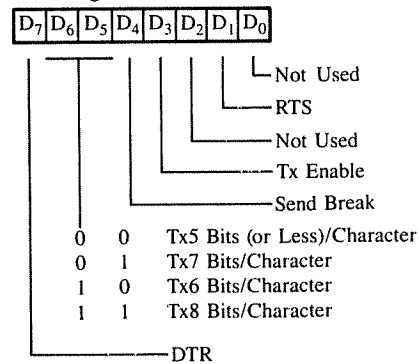 D7 D6 D5 D4 D3 D2 D1 D0
Not Used
RTS
Not Used
Tx Enable
Send Break
0 0 Tx5 Bits (or Less)/Character
0 1 Tx7 Bits/Character
1 0 Tx6 Bits/Character
1 1 Tx8 Bits/Character
DTR